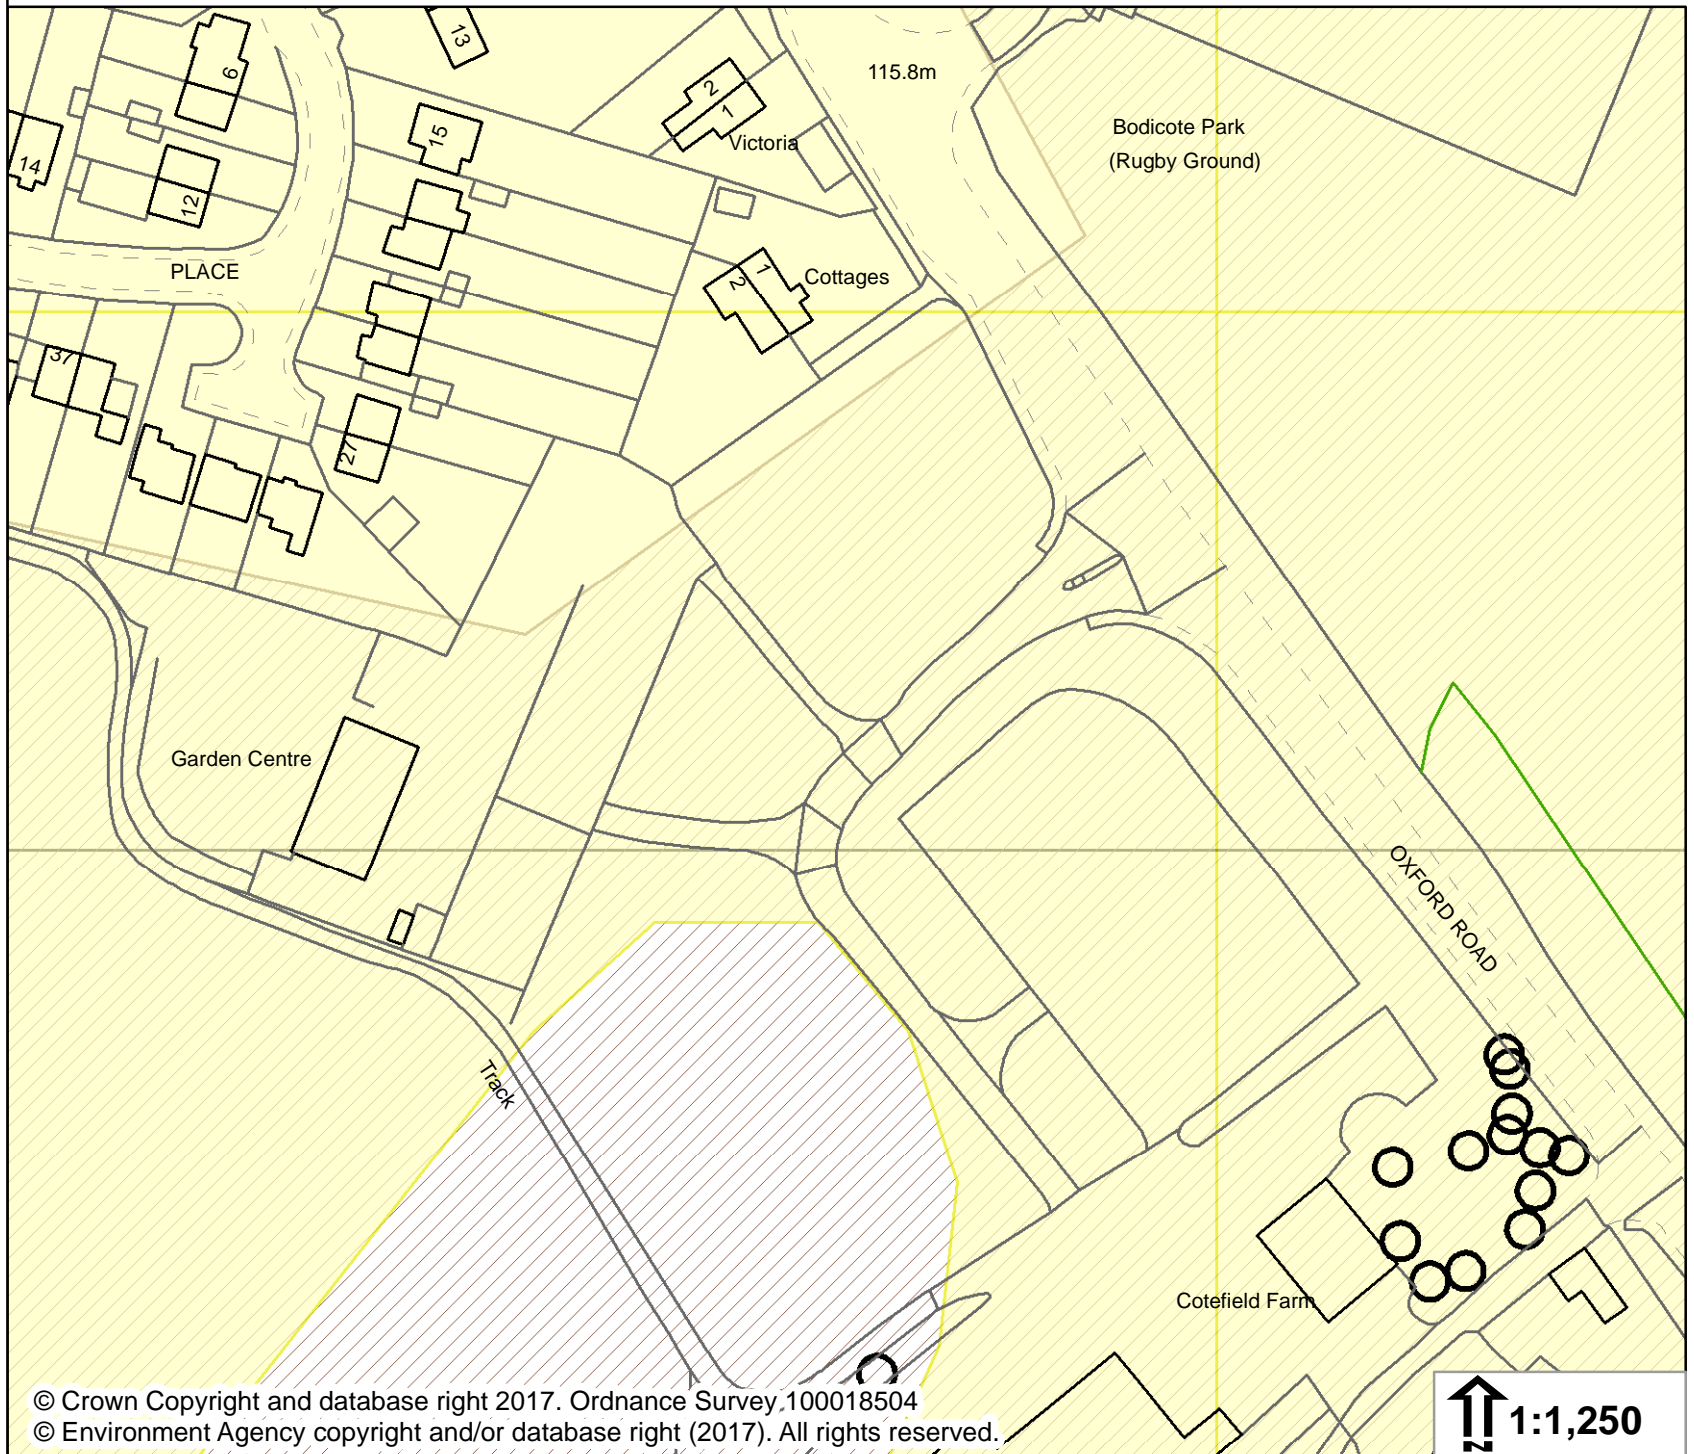 13
6
2
1
115.8m
Bodicote Park
(Rugby Ground)
15
Victoria
14
12
PLACE
1
2
Cottages
37
27
Garden Centre
OXFORD ROAD
Track
Cotefield Farm
© Crown Copyright and database right 2017. Ordnance Survey 100018504
© Environment Agency copyright and/or database right (2017). All rights reserved.
1:1,250
N